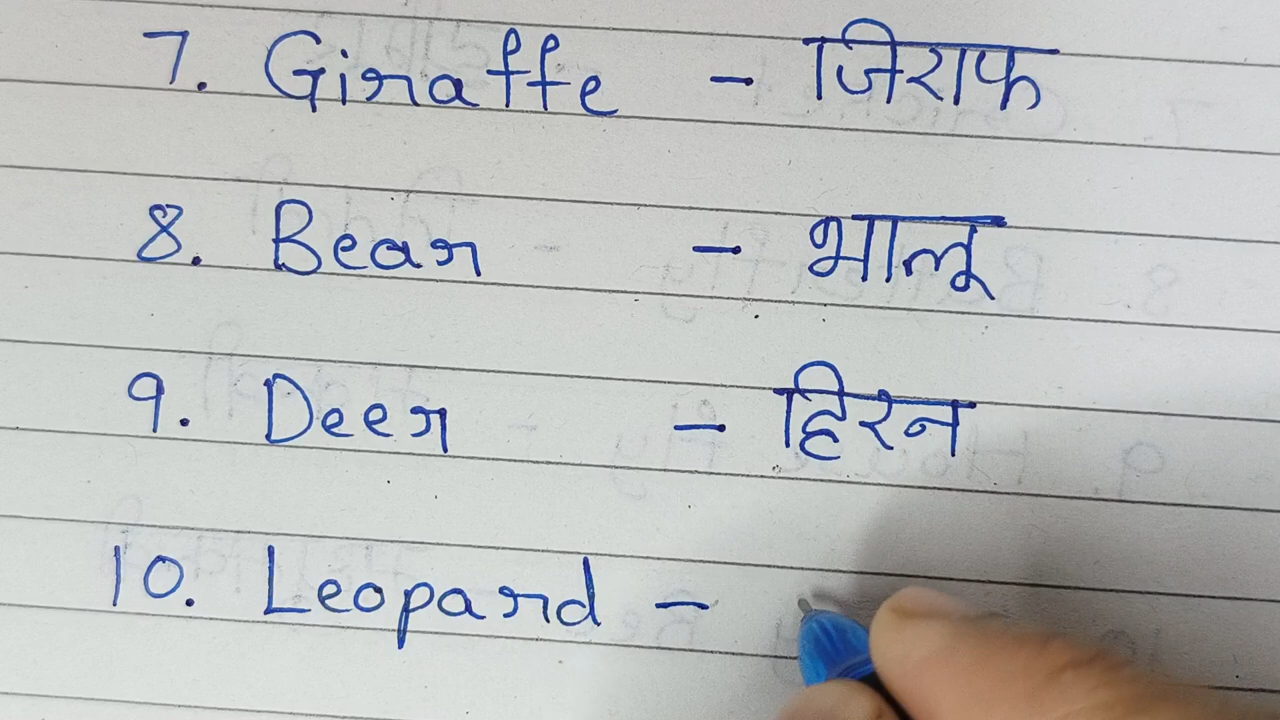 7. Giraffe - जिराफ
8. Bear - भालू
9. Deer - हिरन
10. Leopard -